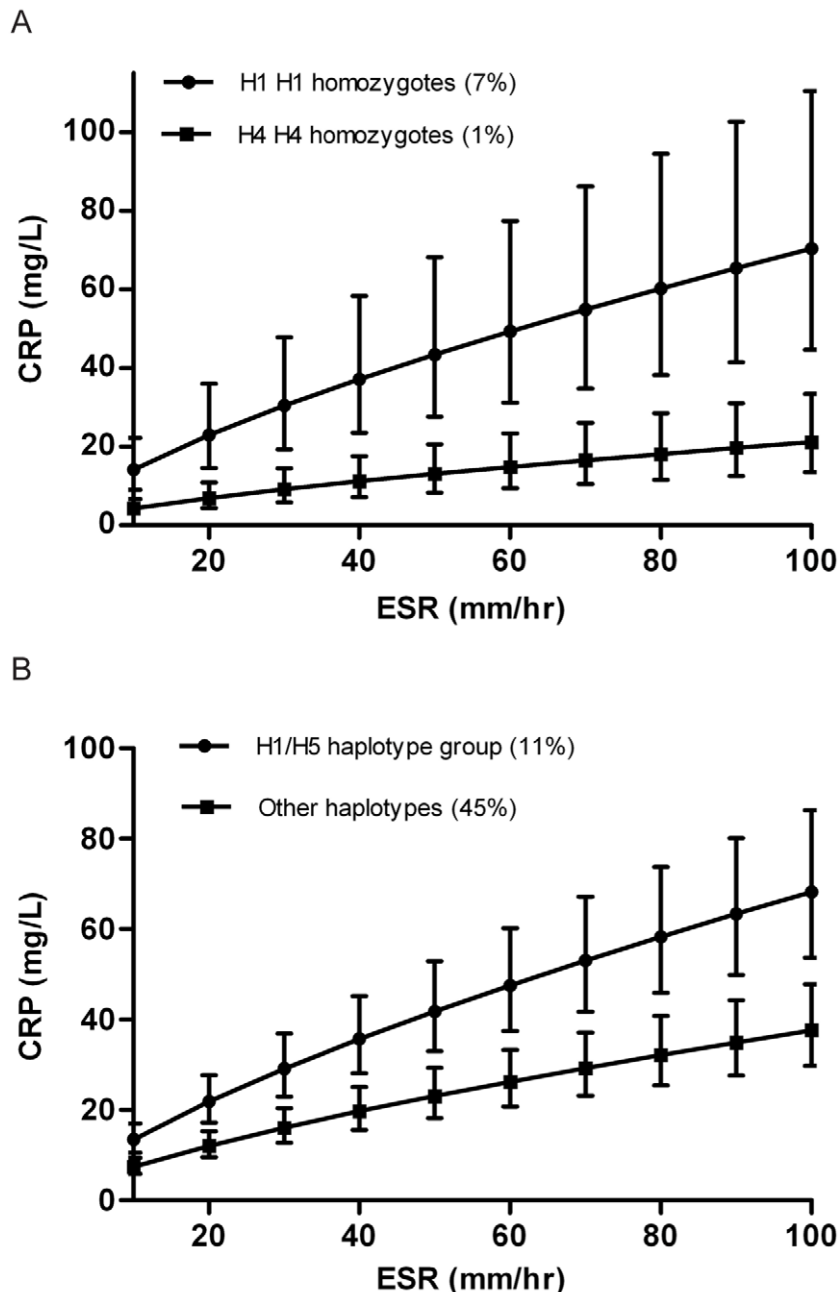 A
H1 H1 homozygotes (7%)
H4 H4 homozygotes (1%)
CRP (mg/L)
100
80
60
40
20
0
20 40 60 80 100
ESR (mm/hr)
B
H1/H5 haplotype group (11%)
Other haplotypes (45%)
CRP (mg/L)
100
80
60
40
20
0
20 40 60 80 100
ESR (mm/hr)